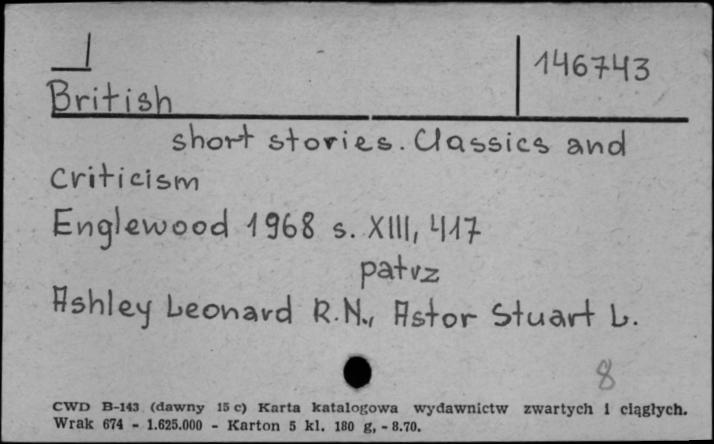 146743
British
short stories. Classics and
Criticism
Englewood 1968 s. XIII, 417
patrz
Ashley Leonard R.N., Astor Stuart L.
8
CWD B-143 (dawny 15 c) Karta katalogowa wydawnictw zwartych i ciągłych.
Wrak 674 - 1.625.000 - Karton 5 kl. 180 g, - 8.70.